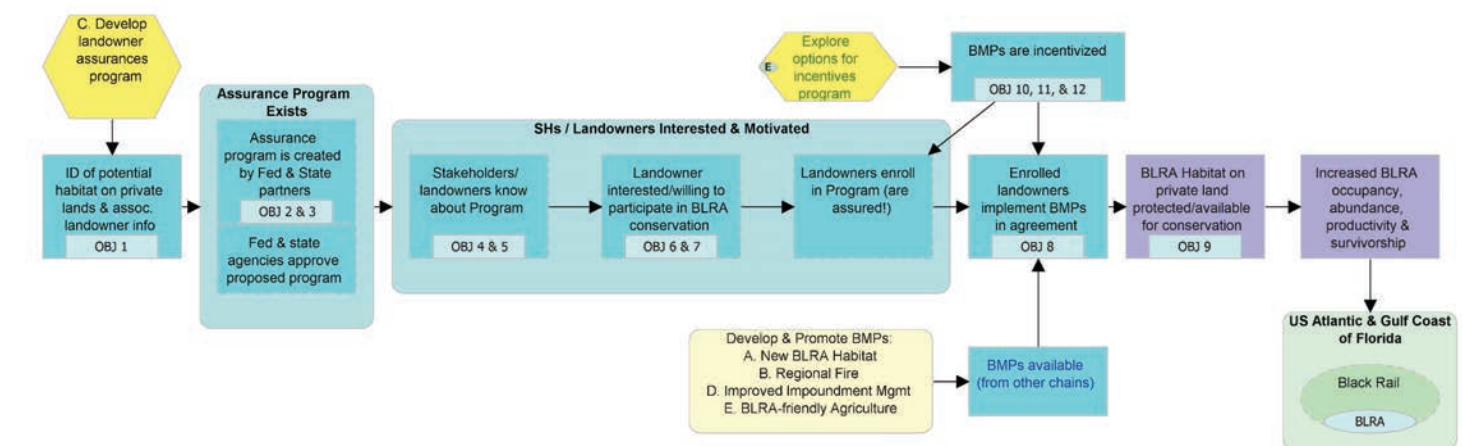 C. Develop
landowner
assurances
program
ID of potential
habitat on private
lands & assoc.
landowner info
OBJ 1
Assurance Program
Exists
Assurance
program is created
by Fed & State
partners
OBJ 2 & 3
Fed & state
agencies approve
proposed program
SHs / Landowners Interested & Motivated
Stakeholders/
landowners know
about Program
OBJ 4 & 5
Landowner
interested/willing to
participate in BLRA
conservation
OBJ 6 & 7
Landowners enroll
in Program (are
assured!)
E
Explore
options for
incentives
program
BMPs are incentivized
OBJ 10, 11, & 12
Enrolled
landowners
implement BMPs
in agreement
OBJ 8
BLRA Habitat on
private land
protected/available
for conservation
OBJ 9
Increased BLRA
occupancy,
abundance,
productivity &
survivorship
Develop & Promote BMPs:
A. New BLRA Habitat
B. Regional Fire
D. Improved Impoundment Mgmt
E. BLRA-friendly Agriculture
BMPs available
(from other chains)
US Atlantic & Gulf Coast
of Florida
Black Rail
BLRA